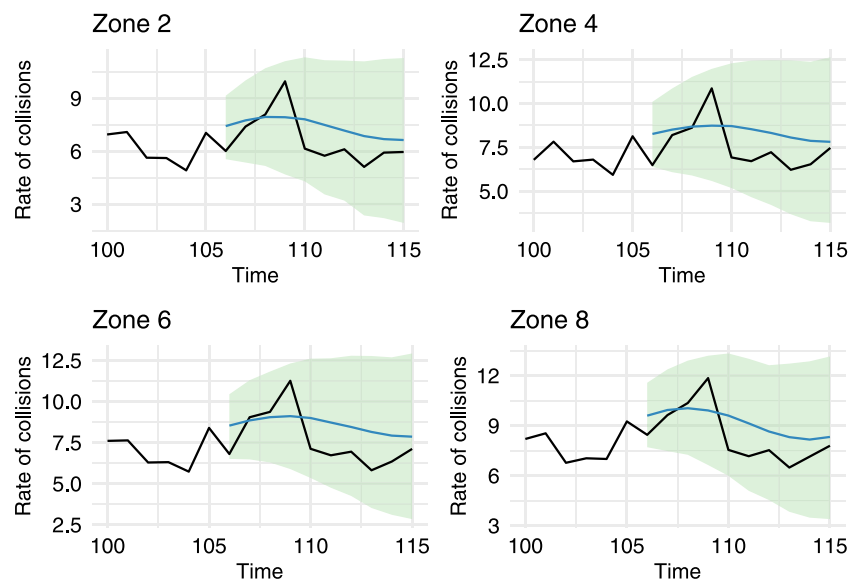 Zone 2
Rate of collisions
9
6
3
100 105 110 115
Time
Zone 4
Rate of collisions
12.5
10.0
7.5
5.0
100 105 110 115
Time
Zone 6
Rate of collisions
12.5
10.0
7.5
5.0
2.5
100 105 110 115
Time
Zone 8
Rate of collisions
12
9
6
3
100 105 110 115
Time